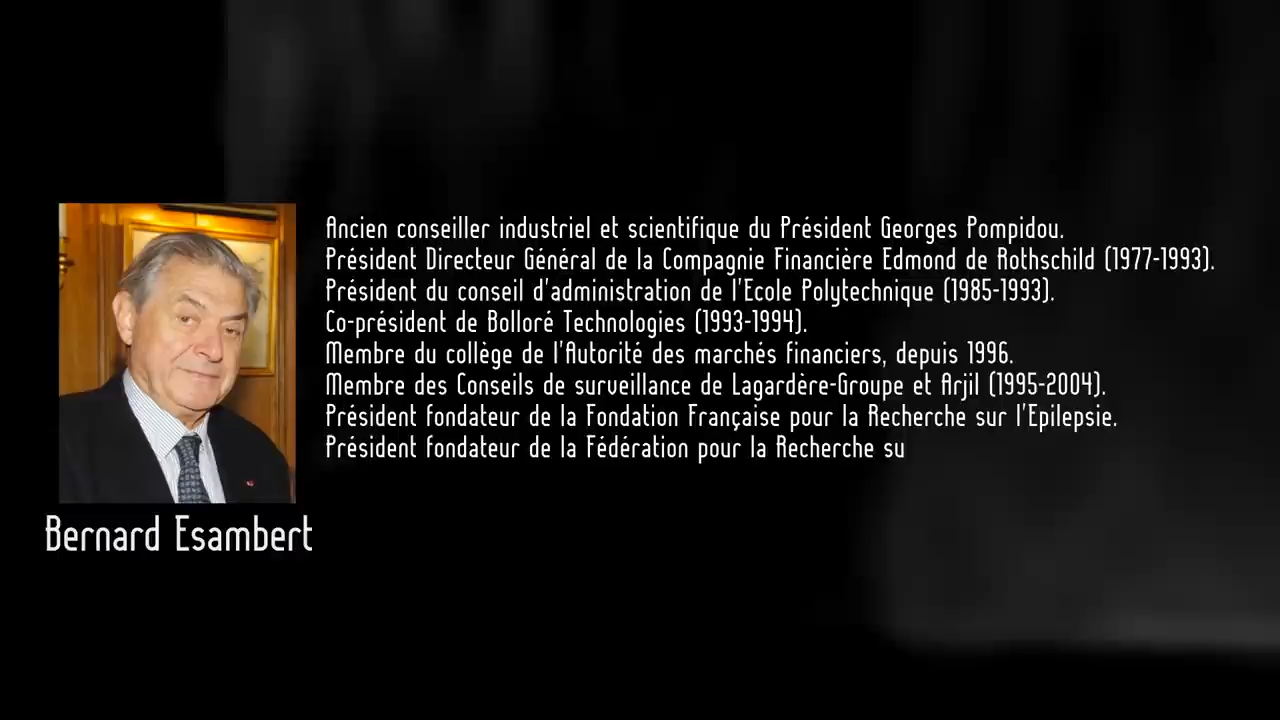 Ancien conseiller industriel et scientifique du Président Georges Pompidou.
Président Directeur Général de la Compagnie Financière Edmond de Rothschild (1977-1993).
Président du conseil d'administration de l'Ecole Polytechnique (1985-1993).
Co-président de Bolloré Technologies (1993-1994).
Membre du collège de l'Autorité des marchés financiers, depuis 1996.
Membre des Conseils de surveillance de Lagardère-Groupe et Arjil (1995-2004).
Président fondateur de la Fondation Française pour la Recherche sur l'Epilepsie.
Président fondateur de la Fédération pour la Recherche su
Bernard Esambert